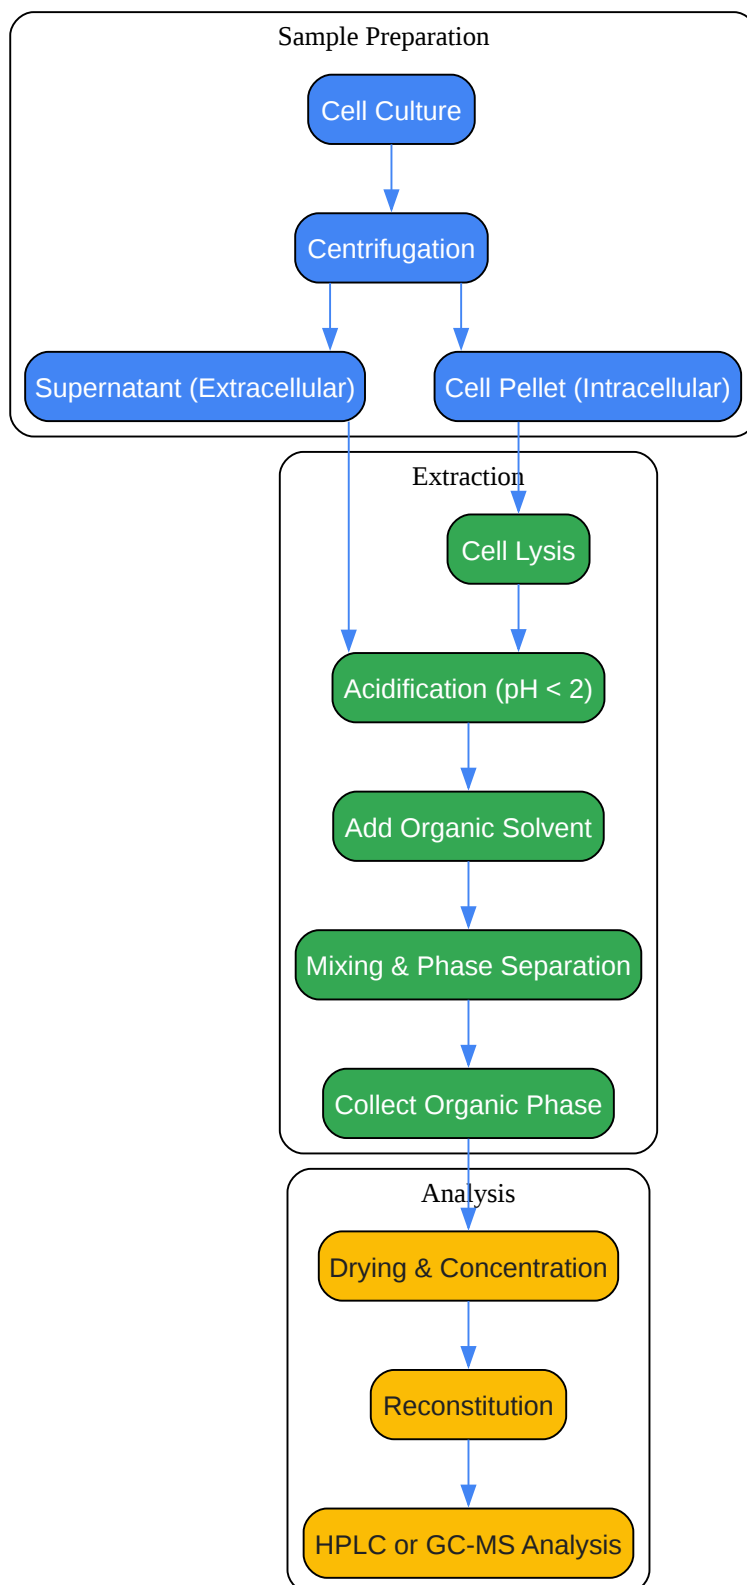 Sample Preparation
Cell Culture
Centrifugation
Supernatant (Extracellular)
Cell Pellet (Intracellular)
Extraction
Cell Lysis
Acidification (pH < 2)
Add Organic Solvent
Mixing & Phase Separation
Collect Organic Phase
Analysis
Drying & Concentration
Reconstitution
HPLC or GC-MS Analysis